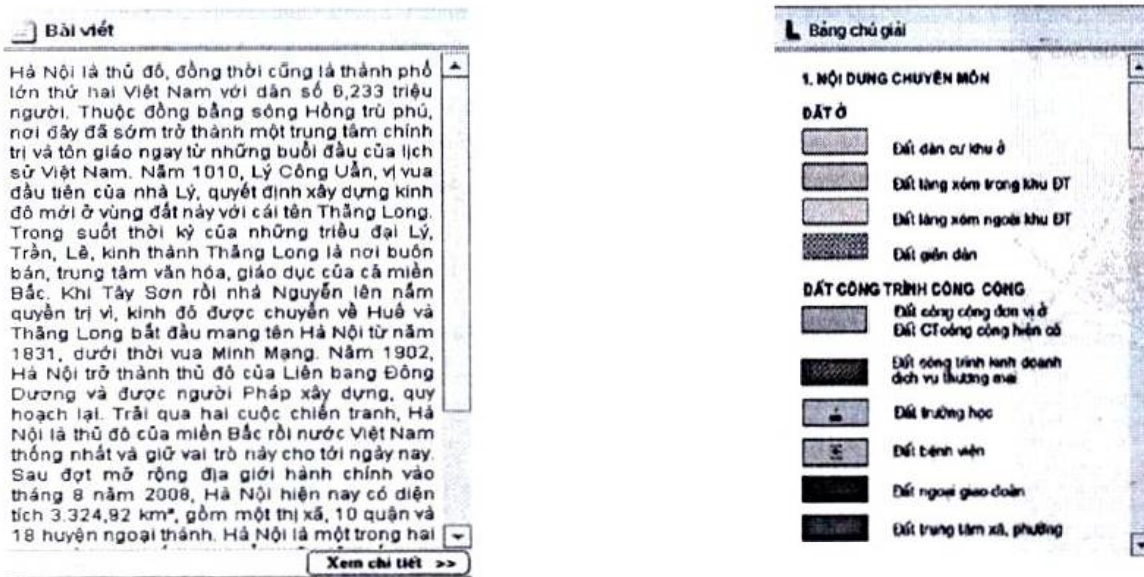 Bài viết
Hà Nội là thủ đô, đồng thời cũng là thành phố
lớn thứ hai Việt Nam với dân số 6,233 triệu
người. Thuộc đồng bằng sông Hồng trù phú,
nơi đây đã sớm trở thành một trung tâm chính
trị và tôn giáo ngay từ những buổi đầu của lịch
sử Việt Nam. Năm 1010, Lý Công Uẩn, vị vua
đầu tiên của nhà Lý, quyết định xây dựng kinh
đô mới ở vùng đất này với cái tên Thăng Long.
Trong suốt thời kỳ của những triều đại Lý,
Trần, Lê, kinh thành Thăng Long là nơi buôn
bán, trung tâm văn hóa, giáo dục của cả miền
Bắc. Khi Tây Sơn rồi nhà Nguyễn lên nắm
quyền trị vì, kinh đô được chuyển về Huế và
Thăng Long bắt đầu mang tên Hà Nội từ năm
1831, dưới thời vua Minh Mạng. Năm 1902,
Hà Nội trở thành thủ đô của Liên bang Đông
Dương và được người Pháp xây dựng, quy
hoạch lại. Trải qua hai cuộc chiến tranh, Hà
Nội là thủ đô của miền Bắc rồi nước Việt Nam
thống nhất và giữ vai trò này cho tới ngày nay.
Sau đợt mở rộng địa giới hành chính vào
tháng 8 năm 2008, Hà Nội hiện nay có diện
tích 3.324,92 km², gồm một thị xã, 10 quận và
18 huyện ngoại thành. Hà Nội là một trong hai
Xem chi tiết >>
Bảng chú giải
1. NỘI DUNG CHUYÊN MÔN
ĐẤT Ở
Đất dân cư khu ở
Đất làng xóm trong khu ĐT
Đất làng xóm ngoài khu ĐT
Đất giãn dân
ĐẤT CÔNG TRÌNH CÔNG CỘNG
Đất công cộng đơn vị ở
Đất CTcông cộng hiện có
Đất công trình kinh doanh
dịch vụ thương mại
Đất trường học
Đất bệnh viện
Đất ngoại giao đoàn
Đất trung tâm xã, phường